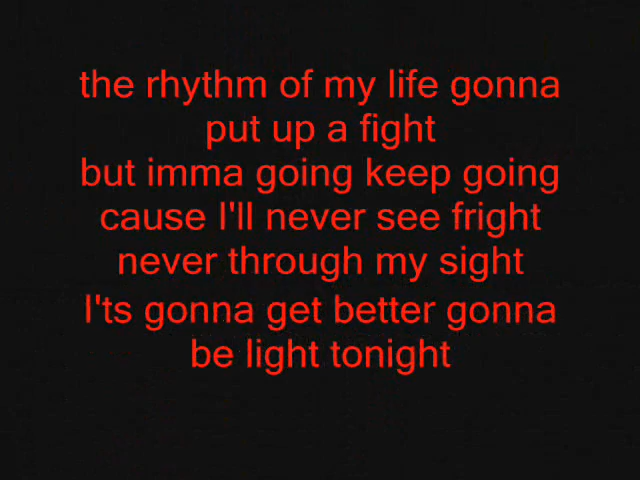 the rhythm of my life gonna
put up a fight
but imma going keep going
cause I'll never see fright
never through my sight
I'ts gonna get better gonna
be light tonight